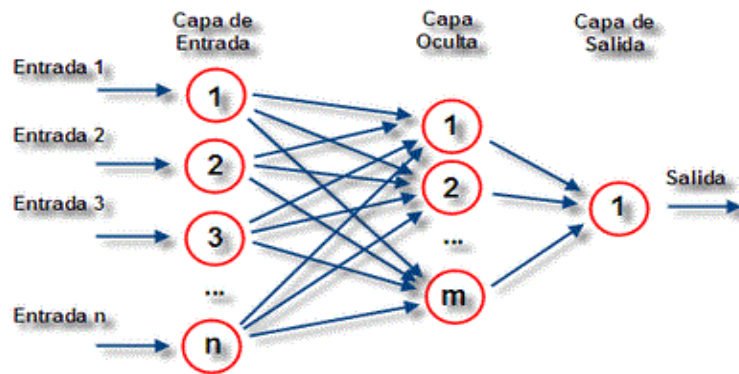 Capa de
Entrada
Capa
Oculta
Capa de
Salida
Entrada 1
1
Entrada 2
2
Entrada 3
3
...
Entrada n
n
1
2
...
m
1
Salida